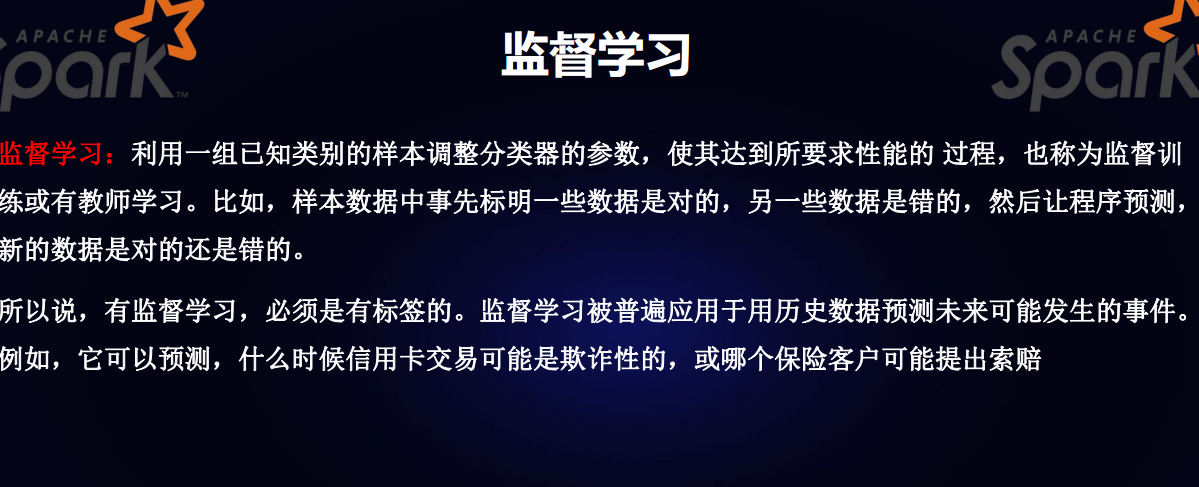 APACHE
Spark™
APACHE
Spark
监督学习
监督学习：利用一组已知类别的样本调整分类器的参数，使其达到所要求性能的 过程，也称为监督训
练或有教师学习。比如，样本数据中事先标明一些数据是对的，另一些数据是错的，然后让程序预测，
新的数据是对的还是错的。
所以说，有监督学习，必须是有标签的。监督学习被普遍应用于用历史数据预测未来可能发生的事件。
例如，它可以预测，什么时候信用卡交易可能是欺诈性的，或哪个保险客户可能提出索赔